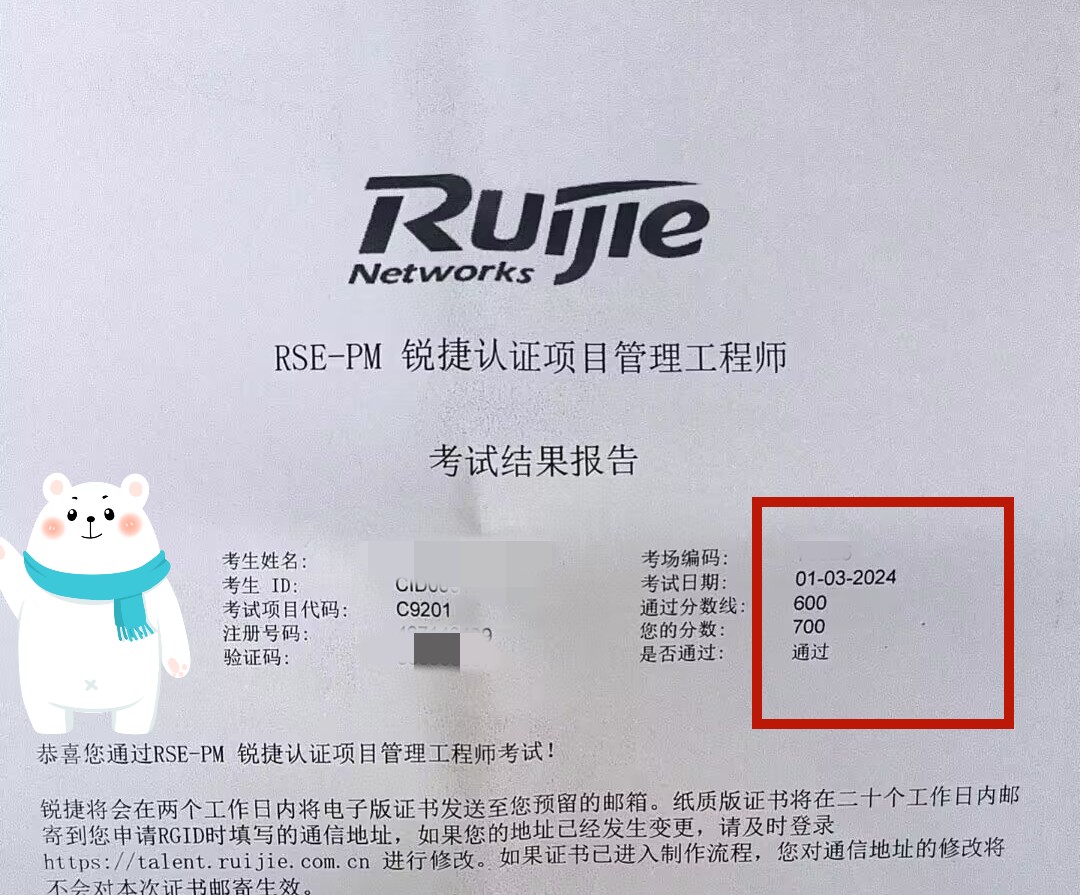 Ruijie
Networks
RSE-PM 锐捷认证项目管理工程师
考试结果报告
考生姓名:
考场编码:
考生 ID:
考试日期: 01-03-2024
考试项目代码: C9201
通过分数线: 600
注册号码:
您的分数: 700
验证码:
是否通过: 通过
恭喜您通过RSE-PM 锐捷认证项目管理工程师考试!
锐捷将会在两个工作日内将电子版证书发送至您预留的邮箱。纸质版证书将在二十个工作日内邮
寄到您申请RGID时填写的通信地址，如果您的地址已经发生变更，请及时登录
https://talent.ruijie.com.cn 进行修改。如果证书已进入制作流程，您对通信地址的修改将
不会对本次证书邮寄生效。